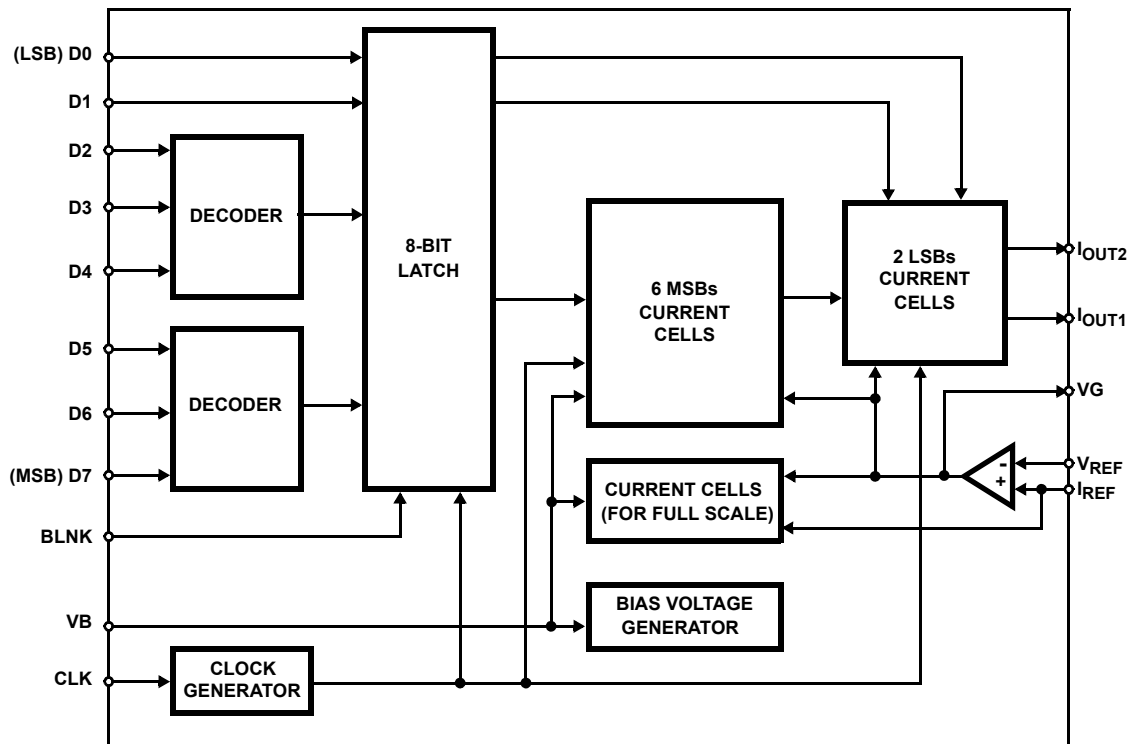 (LSB) D0
D1
D2
D3
D4
D5
D6
(MSB) D7
BLNK
VB
CLK
DECODER
DECODER
CLOCK
GENERATOR
8-BIT
LATCH
6 MSBs
CURRENT
CELLS
CURRENT CELLS
(FOR FULL SCALE)
BIAS VOLTAGE
GENERATOR
2 LSBs
CURRENT
CELLS
-
+
IOUT2
IOUT1
VG
VREF
IREF